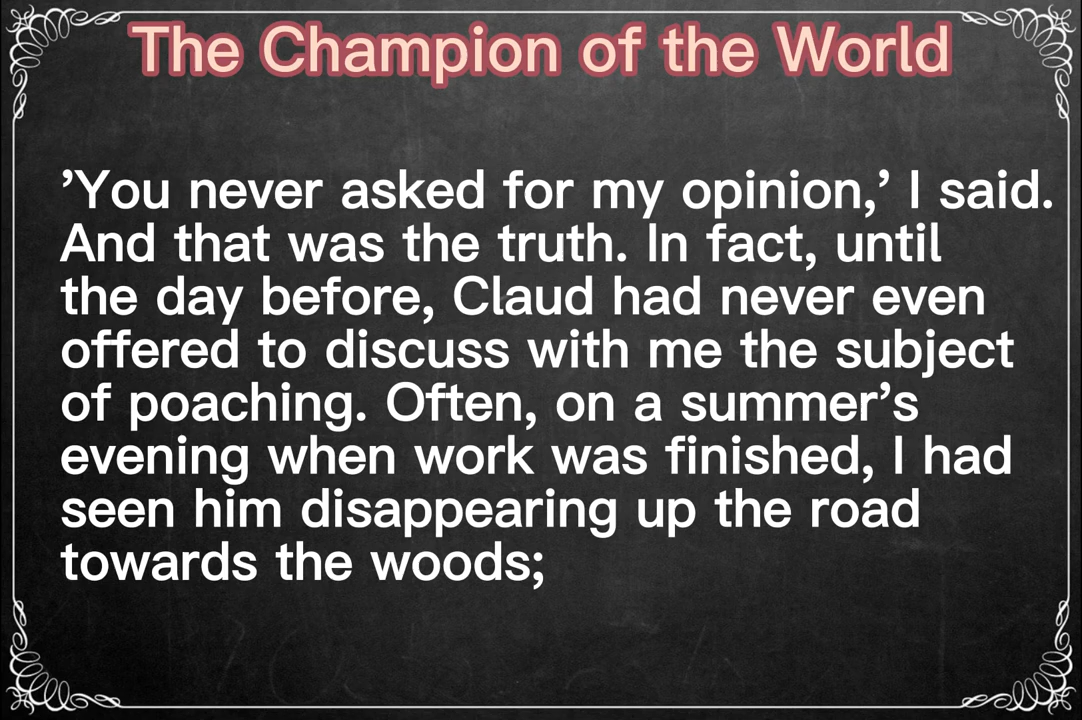 The Champion of the World
’You never asked for my opinion,’ I said.
And that was the truth. In fact, until
the day before, Claud had never even
offered to discuss with me the subject
of poaching. Often, on a summer’s
evening when work was finished, I had
seen him disappearing up the road
towards the woods;